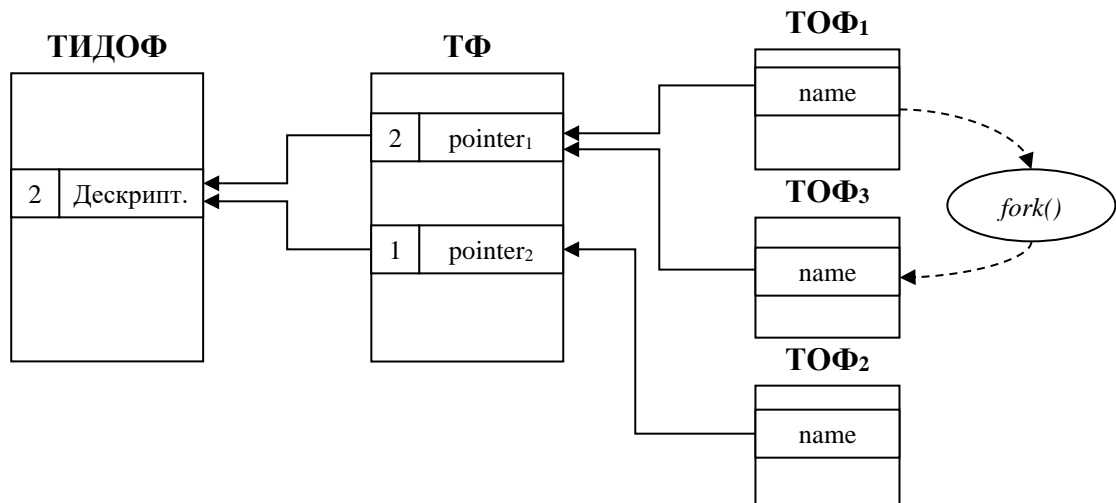 ТИДОФ
ТФ
ТОФ₁
name
2 pointer₁
2 Дескрипт.
ТОФ₃
fork()
name
1 pointer₂
ТОФ₂
name